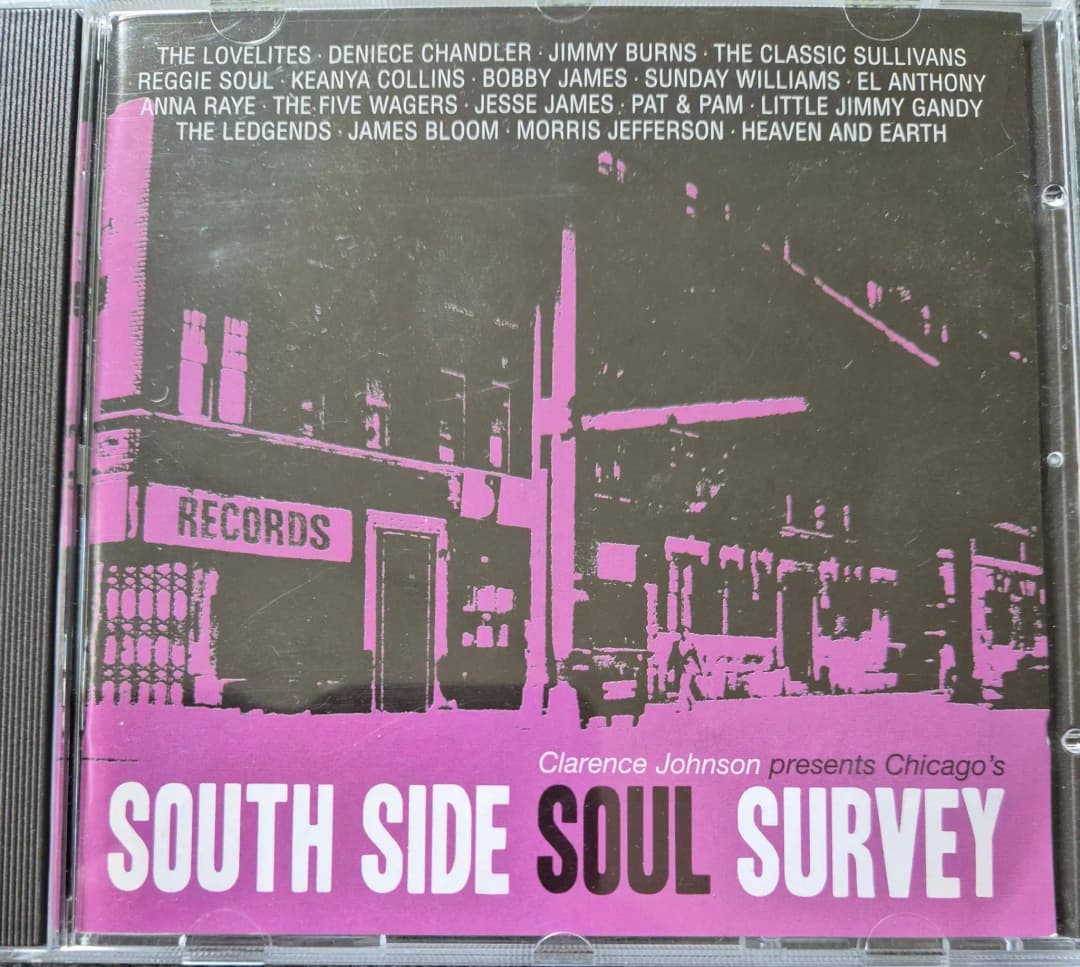 THE LOVELITES · DENIECE CHANDLER · JIMMY BURNS · THE CLASSIC SULLIVANS
REGGIE SOUL · KEANYA COLLINS · BOBBY JAMES · SUNDAY WILLIAMS · EL ANTHONY
ANNA RAYE · THE FIVE WAGERS · JESSE JAMES · PAT & PAM · LITTLE JIMMY GANDY
THE LEDGENDS · JAMES BLOOM · MORRIS JEFFERSON · HEAVEN AND EARTH
RECORDS
Clarence Johnson presents Chicago's
SOUTH SIDE SOUL SURVEY